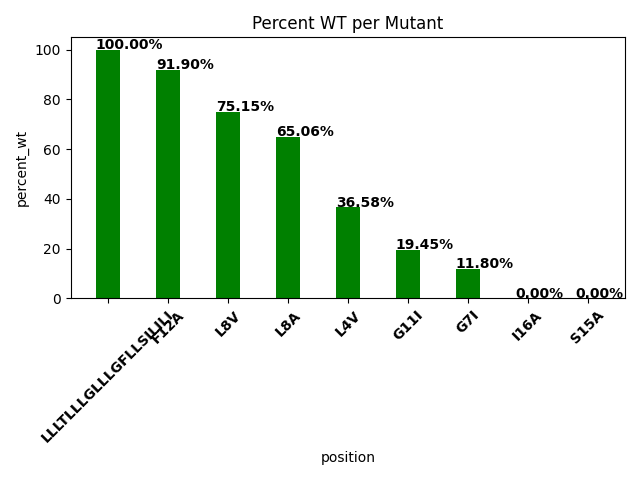 Percent WT per Mutant
percent_wt
100
80
60
40
20
0
100.00%
91.90%
75.15%
65.06%
36.58%
19.45%
11.80%
0.00%
0.00%
LLLTLLLGLLLGFLLSILILI
F12A
L8V
L8A
L4V
G11I
G7I
I16A
S15A
position